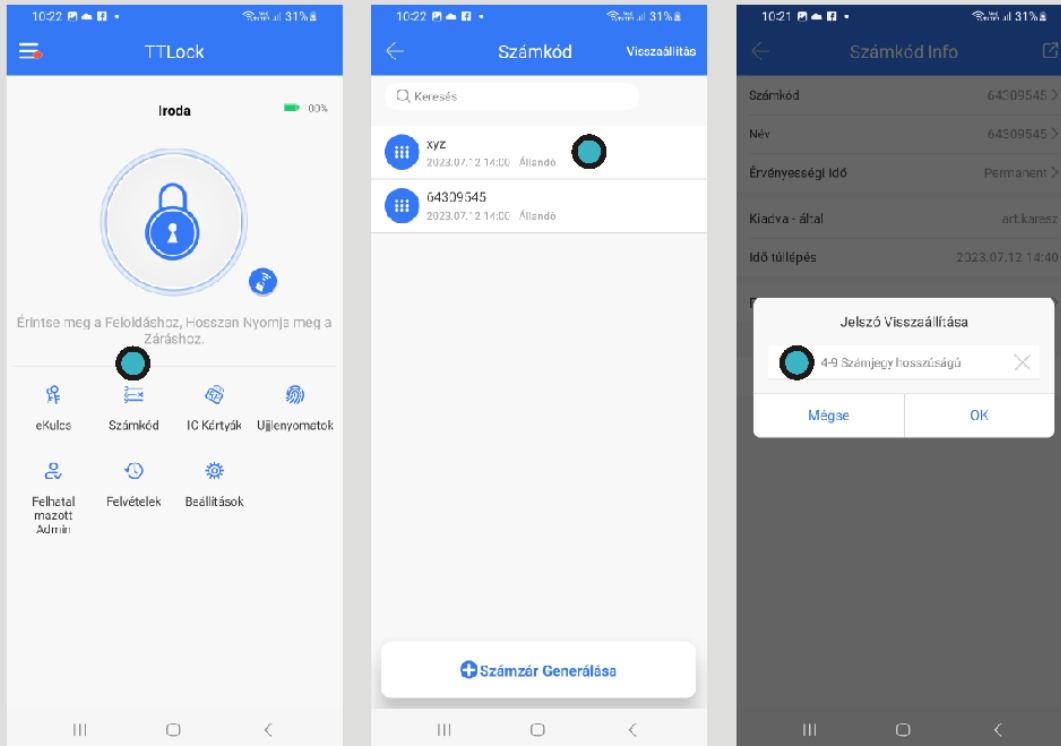 10:22
31%
TTLock
Iroda
100%
Érintse meg a Feloldáshoz, Hosszan Nyomja meg a
Záráshoz.
eKulcs
Számkód
IC Kártyák
Ujjlenyomatok
Felhatal
mazott
Admin
Felvételek
Beállítások
10:22
31%
Számkód
Visszaállítás
Keresés
xyz
2023.07.12 14:00 Állandó
64309545
2023.07.12 14:00 Állandó
Számzár Generálása
10:21
31%
Számkód Info
Számkód 64309545
Név 64309545
Érvényességi Idő Permanent
Kiadva - által art.karesz
Idő túllépés 2023.07.12 14:40
Jelszó Visszaállítása
4-9 Számjegy hosszúságú
Mégse
OK